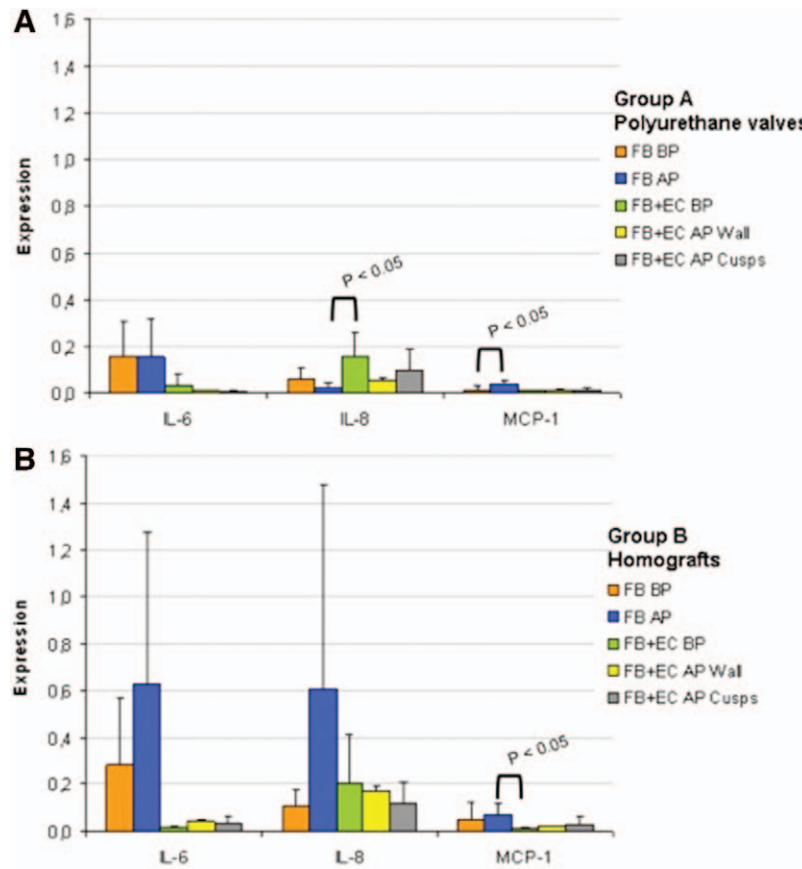 A
1,6
1,4
1,2
1,0
0,8
0,6
0,4
0,2
0,0
Expression
P < 0.05
P < 0.05
IL-6
IL-8
MCP-1
Group A
Polyurethane valves
FB BP
FB AP
FB+EC BP
FB+EC AP Wall
FB+EC AP Cusps
B
1,6
1,4
1,2
1,0
0,8
0,6
0,4
0,2
0,0
Expression
P < 0.05
IL-6
IL-8
MCP-1
Group B
Homografts
FB BP
FB AP
FB+EC BP
FB+EC AP Wall
FB+EC AP Cusps